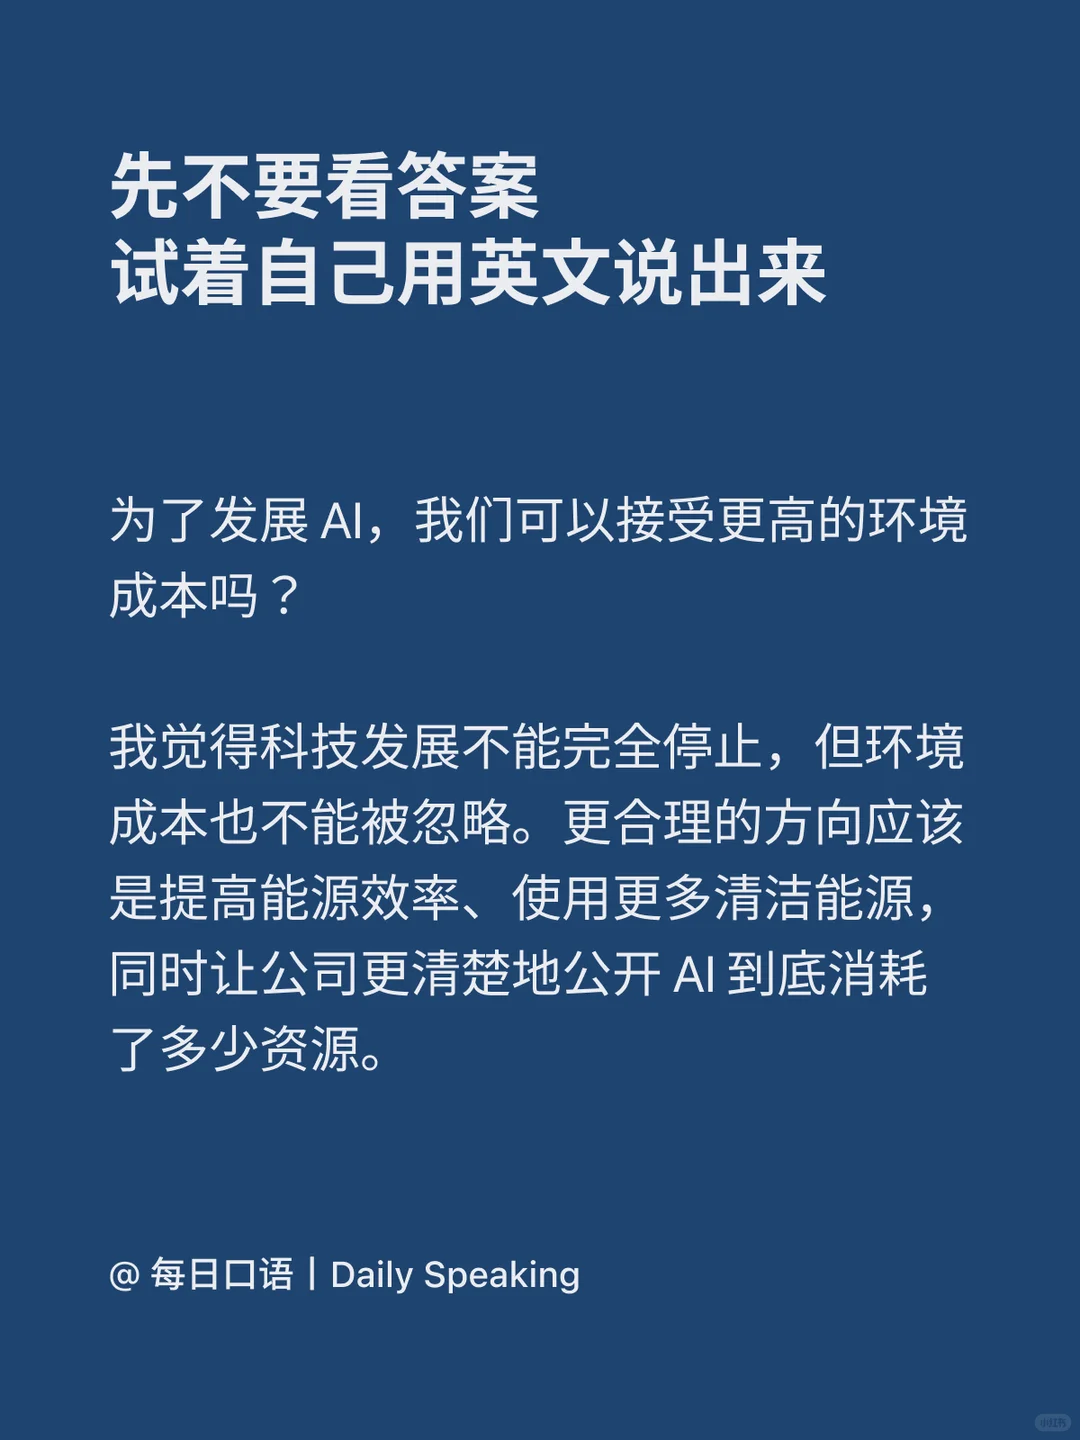 先不要看答案
试着自己用英文说出来
为了发展 AI，我们可以接受更高的环境
成本吗？
我觉得科技发展不能完全停止，但环境
成本也不能被忽略。更合理的方向应该
是提高能源效率、使用更多清洁能源，
同时让公司更清楚地公开 AI 到底消耗
了多少资源。
@ 每日口语｜Daily Speaking
小红书